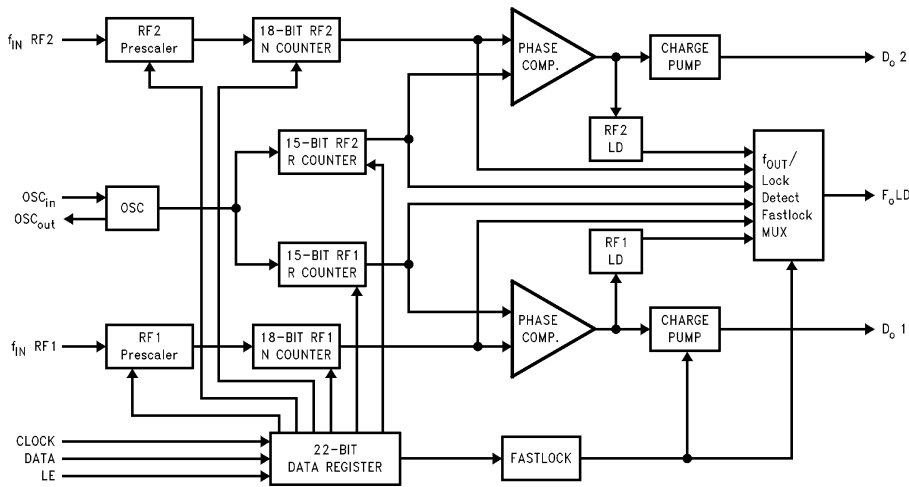 f_IN RF2
RF2
Prescaler
18-BIT RF2
N COUNTER
PHASE
COMP.
CHARGE
PUMP
D_o 2
RF2
LD
15-BIT RF2
R COUNTER
f_OUT/
Lock
Detect
Fastlock
MUX
F_oLD
OSC_in
OSC_out
OSC
15-BIT RF1
R COUNTER
RF1
LD
f_IN RF1
RF1
Prescaler
18-BIT RF1
N COUNTER
PHASE
COMP.
CHARGE
PUMP
D_o 1
CLOCK
DATA
LE
22-BIT
DATA REGISTER
FASTLOCK